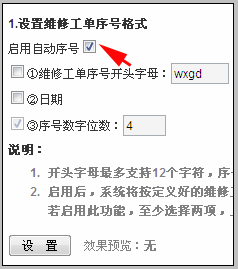 1.设置维修工单序号格式
启用自动序号
①维修工单序号开头字母：wxgd
②日期
③序号数字位数：4
说明：
1. 开头字母最多支持12个字符，序
2. 启用后，系统将按定义好的维修
若启用此功能，至少选择两项，
设 置 效果预览：无